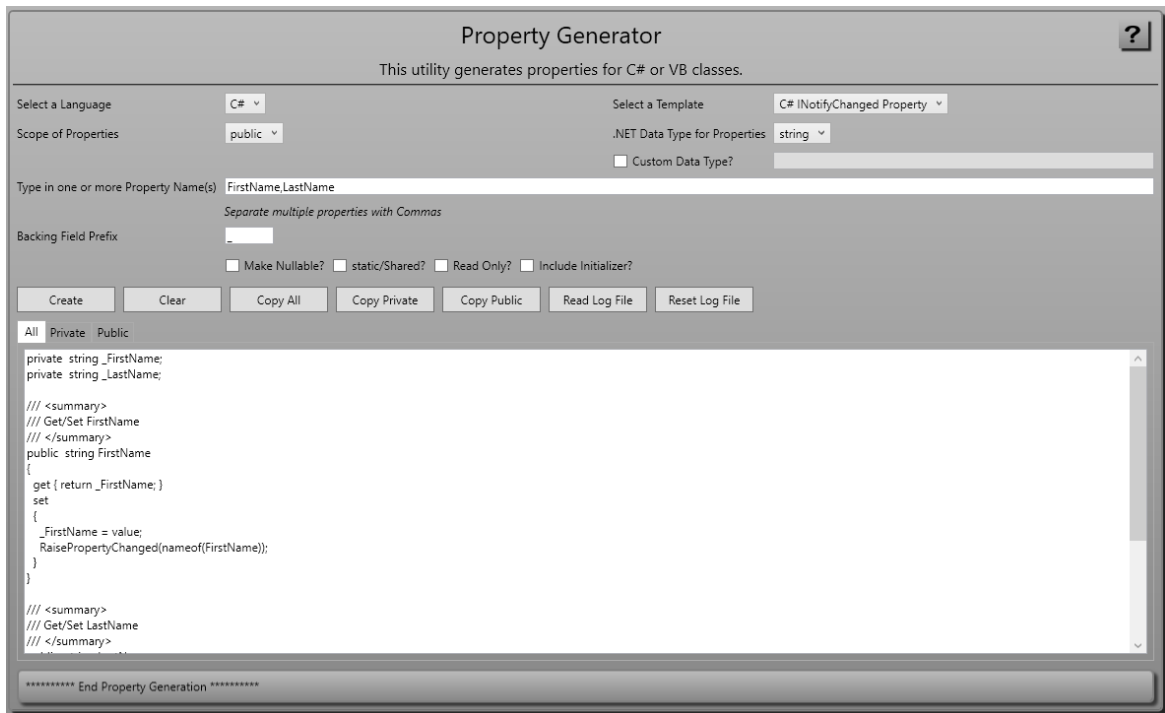 Property Generator
?
This utility generates properties for C# or VB classes.
Select a Language C# Select a Template C# INotifyChanged Property
Scope of Properties public .NET Data Type for Properties string
Custom Data Type?
Type in one or more Property Name(s) FirstName,LastName
Separate multiple properties with Commas
Backing Field Prefix _
Make Nullable? static/Shared? Read Only? Include Initializer?
Create Clear Copy All Copy Private Copy Public Read Log File Reset Log File
All Private Public
private  string _FirstName;
private  string _LastName;
/// <summary>
/// Get/Set FirstName
/// </summary>
public  string FirstName
{
get { return _FirstName; }
set
{
_FirstName = value;
RaisePropertyChanged(nameof(FirstName));
}
}
/// <summary>
/// Get/Set LastName
/// </summary>
********** End Property Generation **********